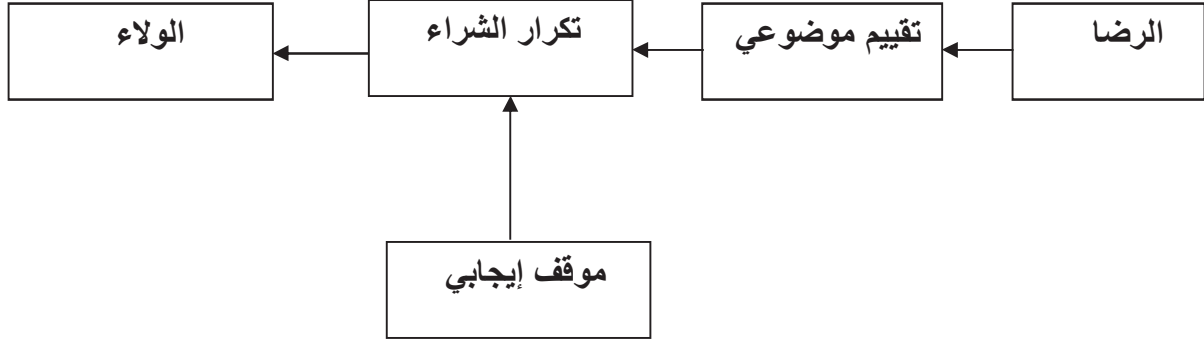 الرضا
تقييم موضوعي
تكرار الشراء
الولاء
موقف إيجابي